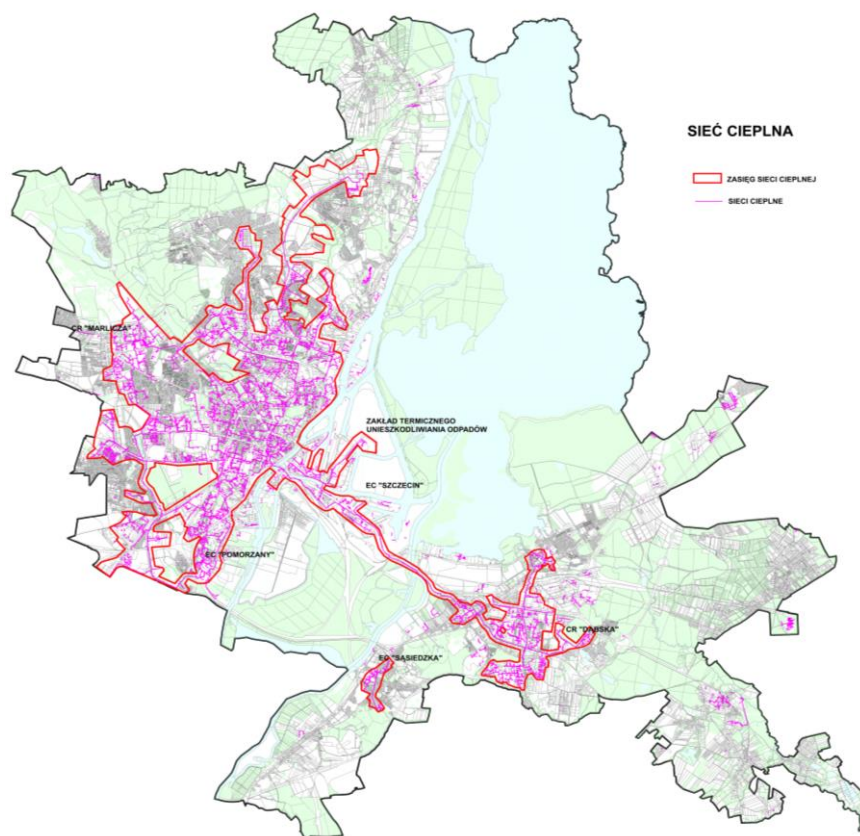 SIEĆ CIEPLNA
ZASIĘG SIECI CIEPLNEJ
SIECI CIEPLNE
CR "MARLICZA"
ZAKŁAD TERMICZNEGO
UNIESZKODLIWIANIA ODPADÓW
EC "SZCZECIN"
EC "POMORZANY"
CR "DĄBSKA"
EC "SĄSIEDZKA"